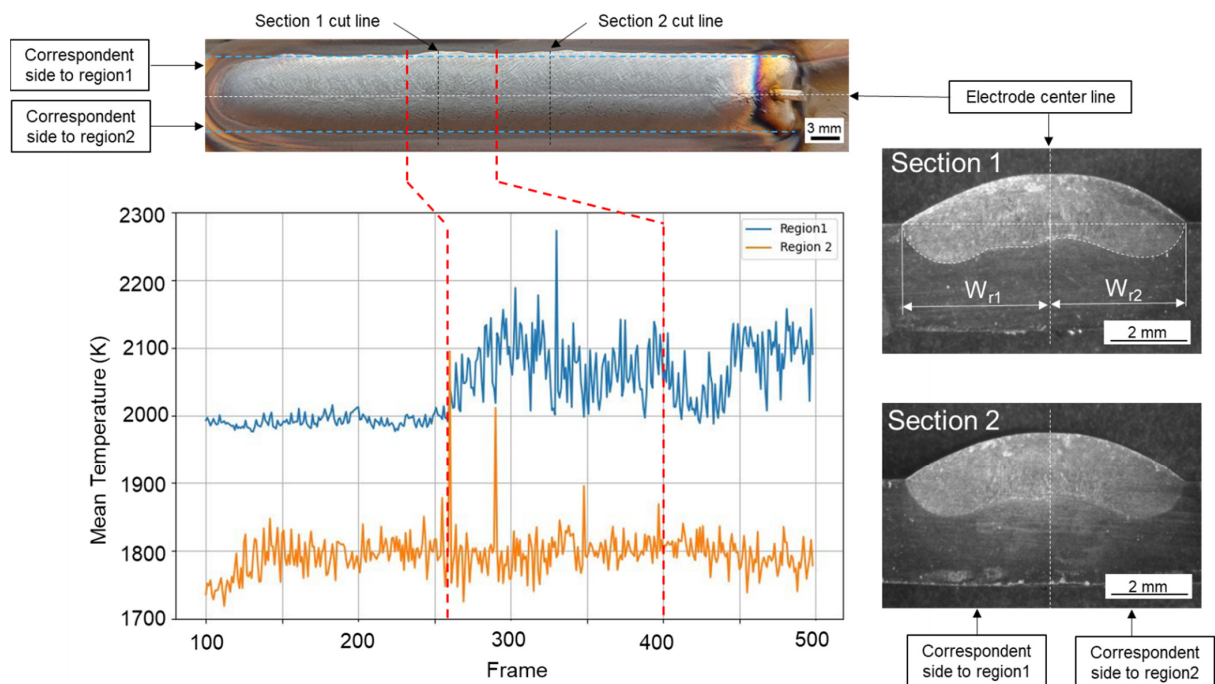 Section 1 cut line
Section 2 cut line
Correspondent
side to region1
Correspondent
side to region2
3 mm
Electrode center line
Section 1
Wr1
Wr2
2 mm
2300
2200
2100
2000
1900
1800
1700
Mean Temperature (K)
Region1
Region 2
100
200
300
400
500
Frame
Section 2
2 mm
Correspondent
side to region1
Correspondent
side to region2